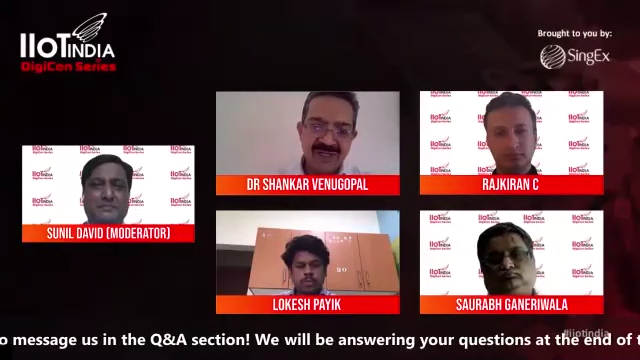 IIOTINDIA
DigiCon Series
Brought to you by:
SingEx
SUNIL DAVID (MODERATOR)
DR SHANKAR VENUGOPAL
RAJKIRAN C
LOKESH PAYIK
SAURABH GANERIWALA
#iiotindia
o message us in the Q&A section! We will be answering your questions at the end of t